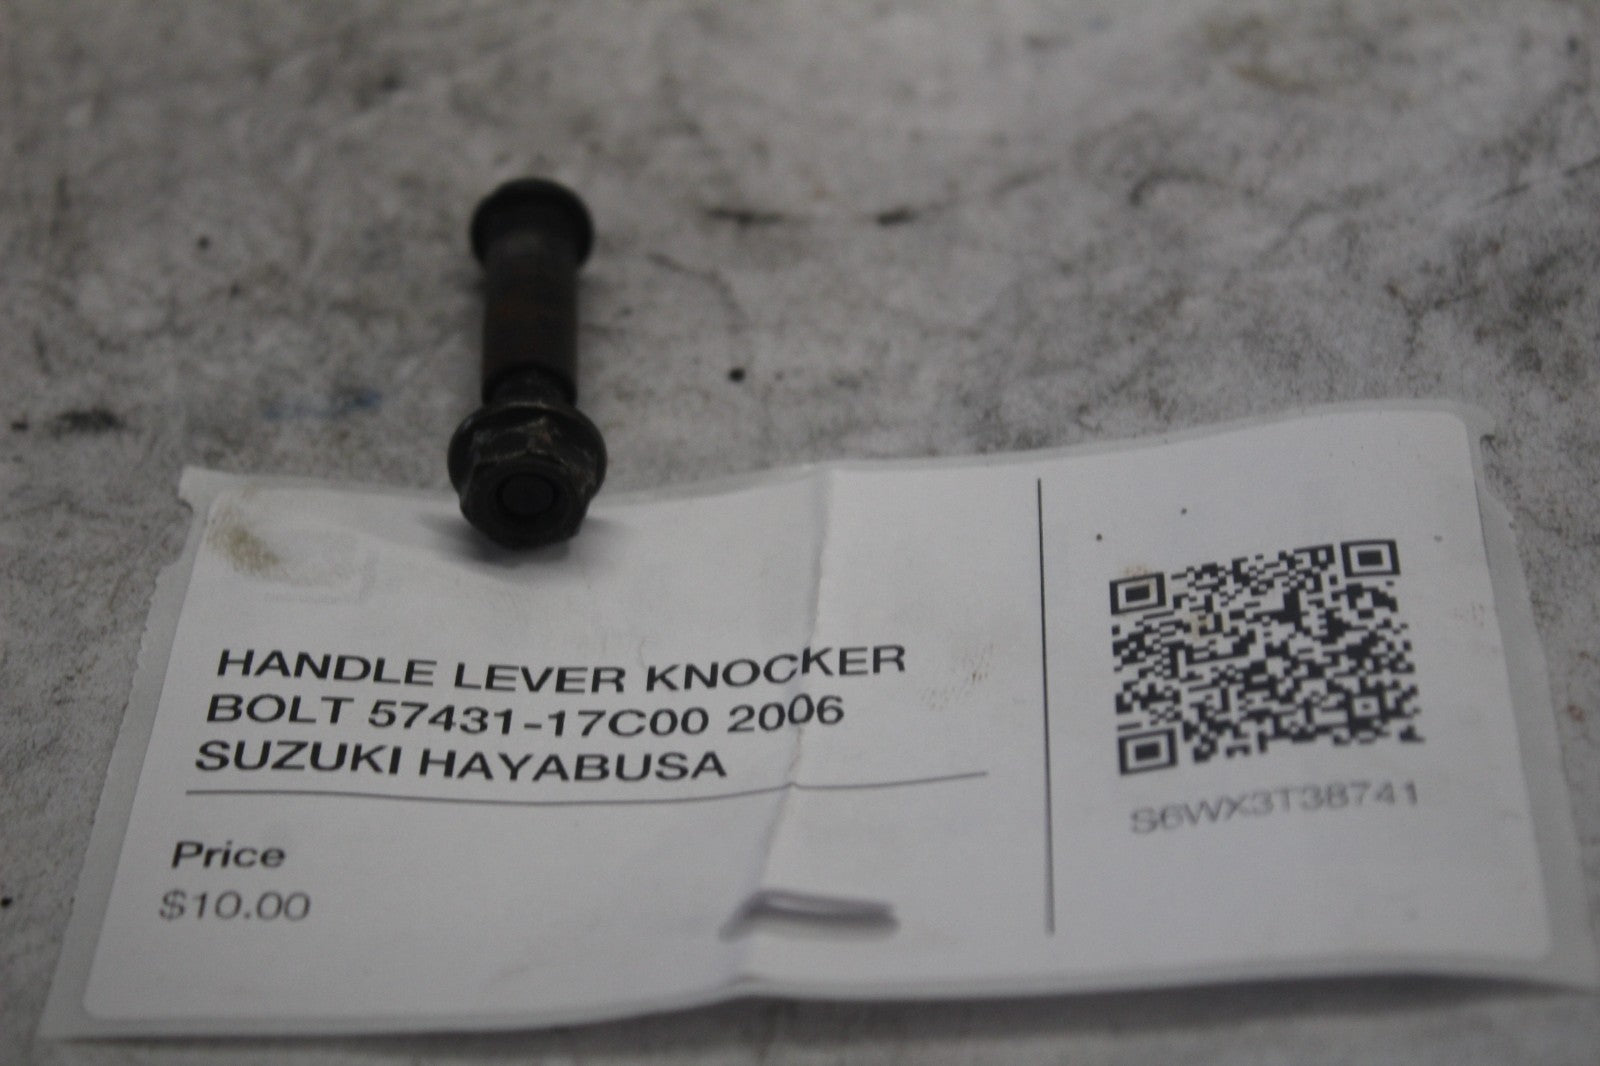 HANDLE LEVER KNOCKER
BOLT 57431-17C00 2006
SUZUKI HAYABUSA
Price
$10.00
S6WX3T38741